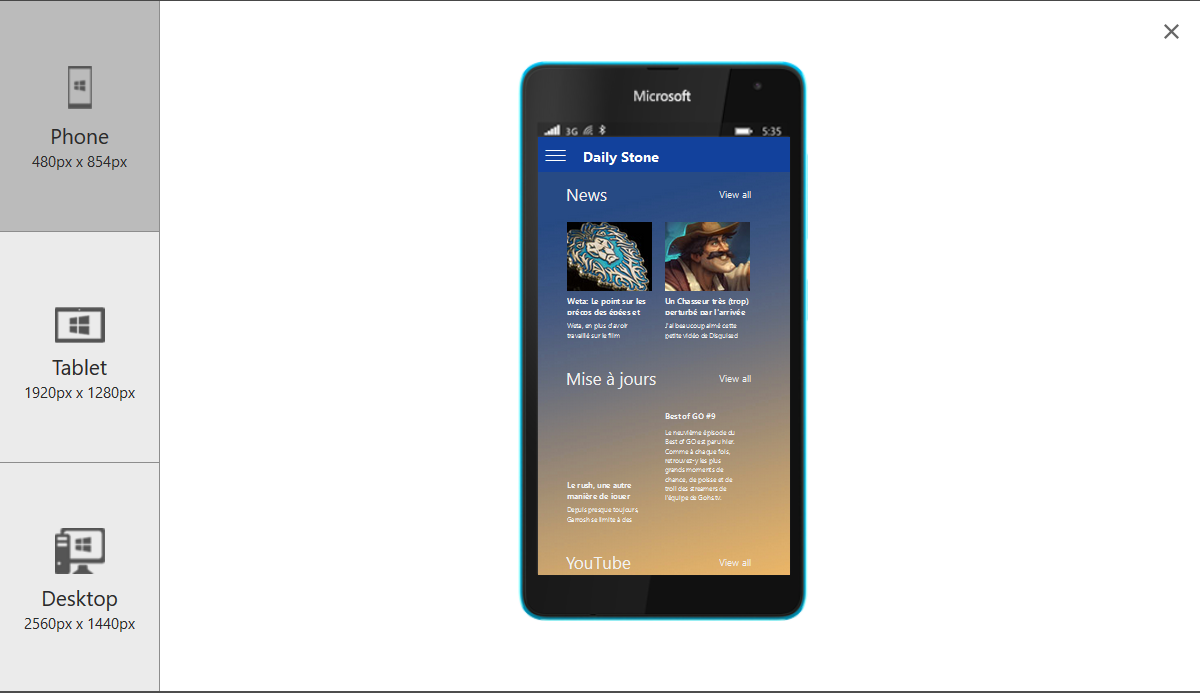 Phone
480px x 854px
Tablet
1920px x 1280px
Desktop
2560px x 1440px
Microsoft
3G
5:35
Daily Stone
News
View all
Weta: Le point sur les
précos des épées et
Weta, en plus d'avoir
travaillé sur le film
Un Chasseur très (trop)
perturbé par l'arrivée
J'ai beaucoup aimé cette
petite vidéo de Disguised
Mise à jours
View all
Le rush, une autre
manière de jouer
Depuis presque toujours,
Garrosh se limite à des
Best of GO #9
Le neuvième épisode du
Best of GO est paru hier.
Comme à chaque fois,
retrouvez-y les plus
grands moments de
chance, de poisse et de
troll des streamers de
l'équipe de Gohs.tv.
YouTube
View all